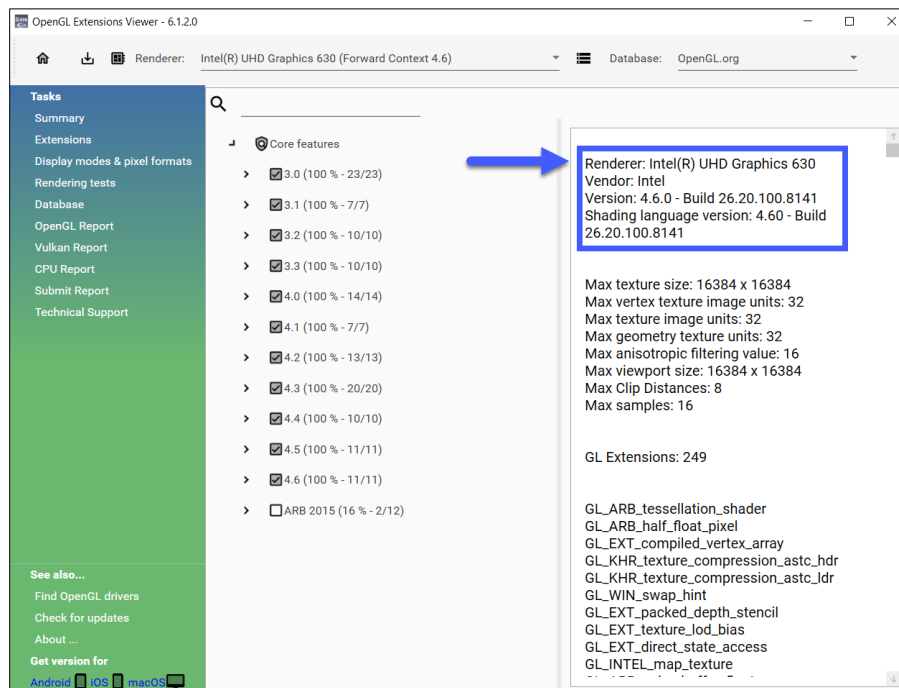 OpenGL Extensions Viewer - 6.1.2.0
Renderer: Intel(R) UHD Graphics 630 (Forward Context 4.6)
Database: OpenGL.org
Tasks
Summary
Extensions
Display modes & pixel formats
Rendering tests
Database
OpenGL Report
Vulkan Report
CPU Report
Submit Report
Technical Support
See also...
Find OpenGL drivers
Check for updates
About ...
Get version for
Android iOS macOS
Core features
3.0 (100 % - 23/23)
3.1 (100 % - 7/7)
3.2 (100 % - 10/10)
3.3 (100 % - 10/10)
4.0 (100 % - 14/14)
4.1 (100 % - 7/7)
4.2 (100 % - 13/13)
4.3 (100 % - 20/20)
4.4 (100 % - 10/10)
4.5 (100 % - 11/11)
4.6 (100 % - 11/11)
ARB 2015 (16 % - 2/12)
Renderer: Intel(R) UHD Graphics 630
Vendor: Intel
Version: 4.6.0 - Build 26.20.100.8141
Shading language version: 4.60 - Build
26.20.100.8141
Max texture size: 16384 x 16384
Max vertex texture image units: 32
Max texture image units: 32
Max geometry texture units: 32
Max anisotropic filtering value: 16
Max viewport size: 16384 x 16384
Max Clip Distances: 8
Max samples: 16
GL Extensions: 249
GL_ARB_tessellation_shader
GL_ARB_half_float_pixel
GL_EXT_compiled_vertex_array
GL_KHR_texture_compression_astc_hdr
GL_KHR_texture_compression_astc_ldr
GL_WIN_swap_hint
GL_EXT_packed_depth_stencil
GL_EXT_texture_lod_bias
GL_EXT_direct_state_access
GL_INTEL_map_texture